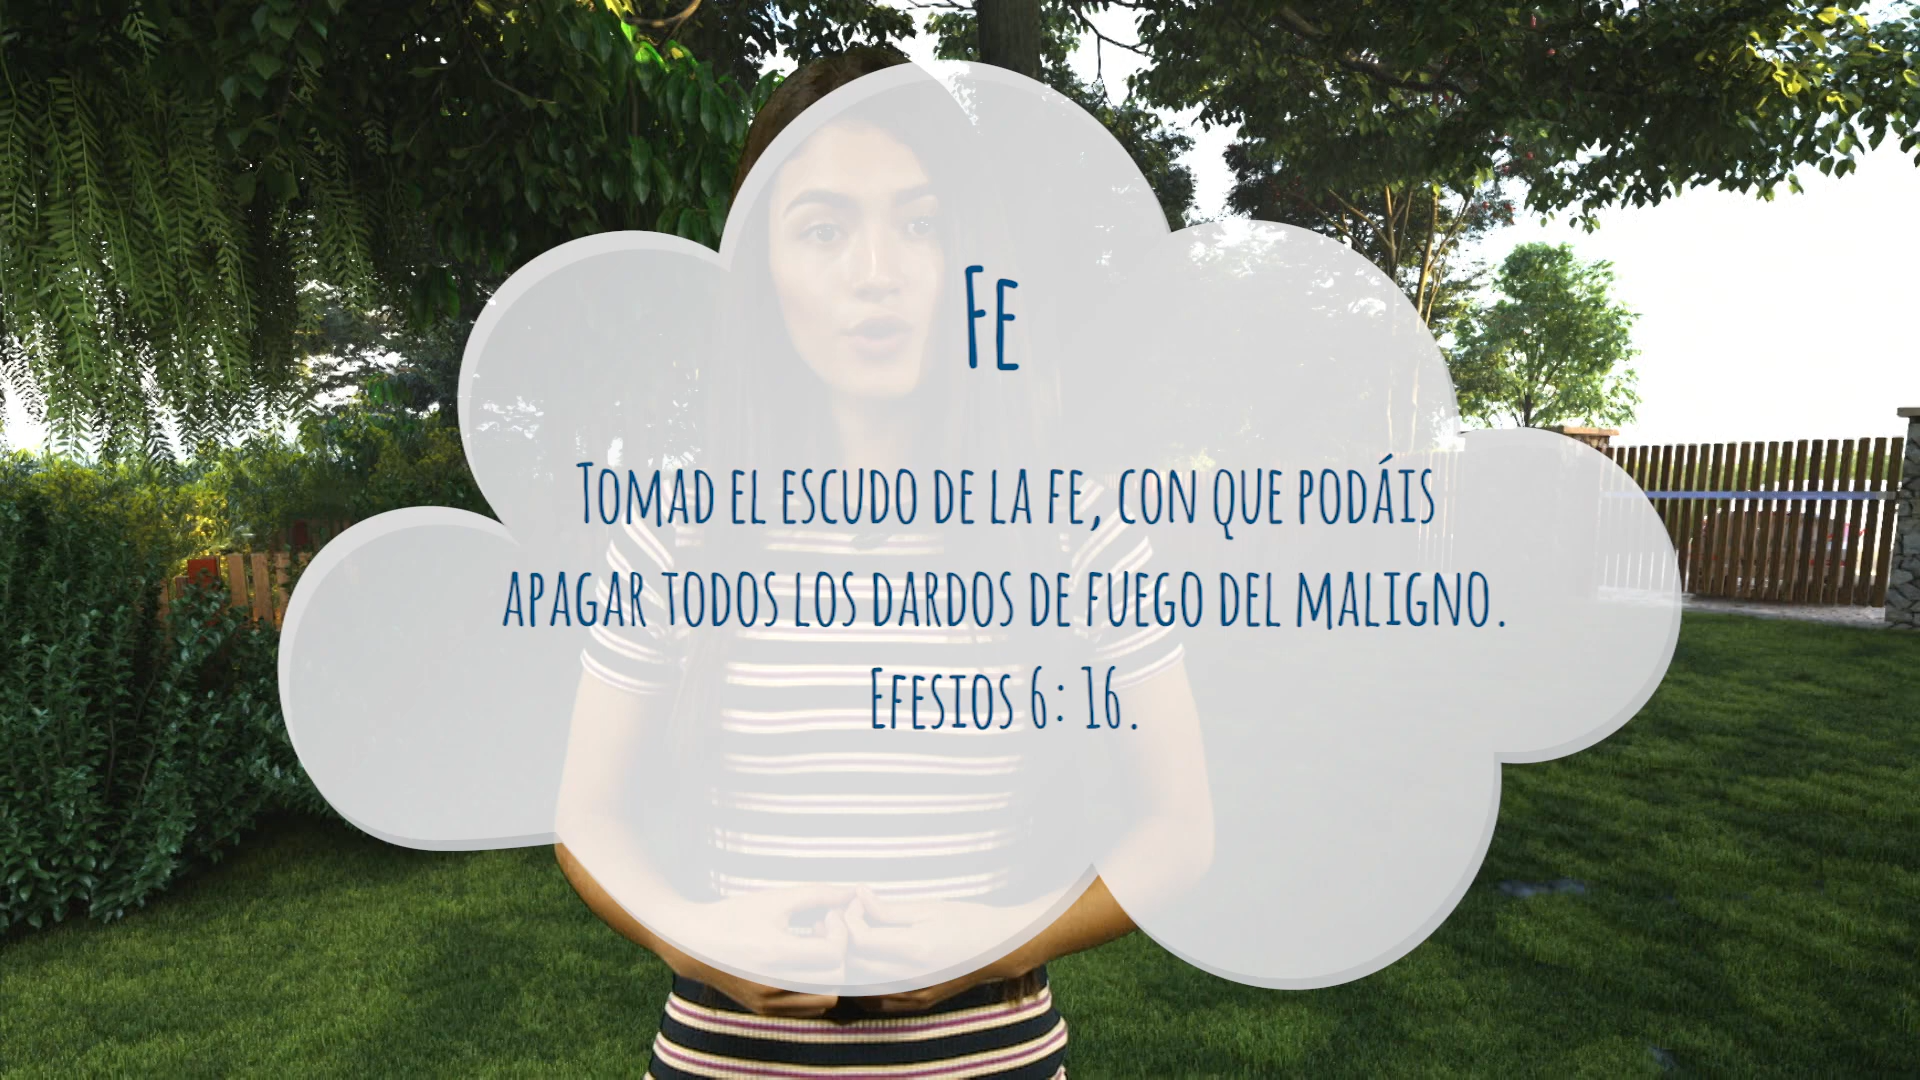 Fe
Tomad el escudo de la fe, con que podáis
apagar todos los dardos de fuego del maligno.
Efesios 6: 16.